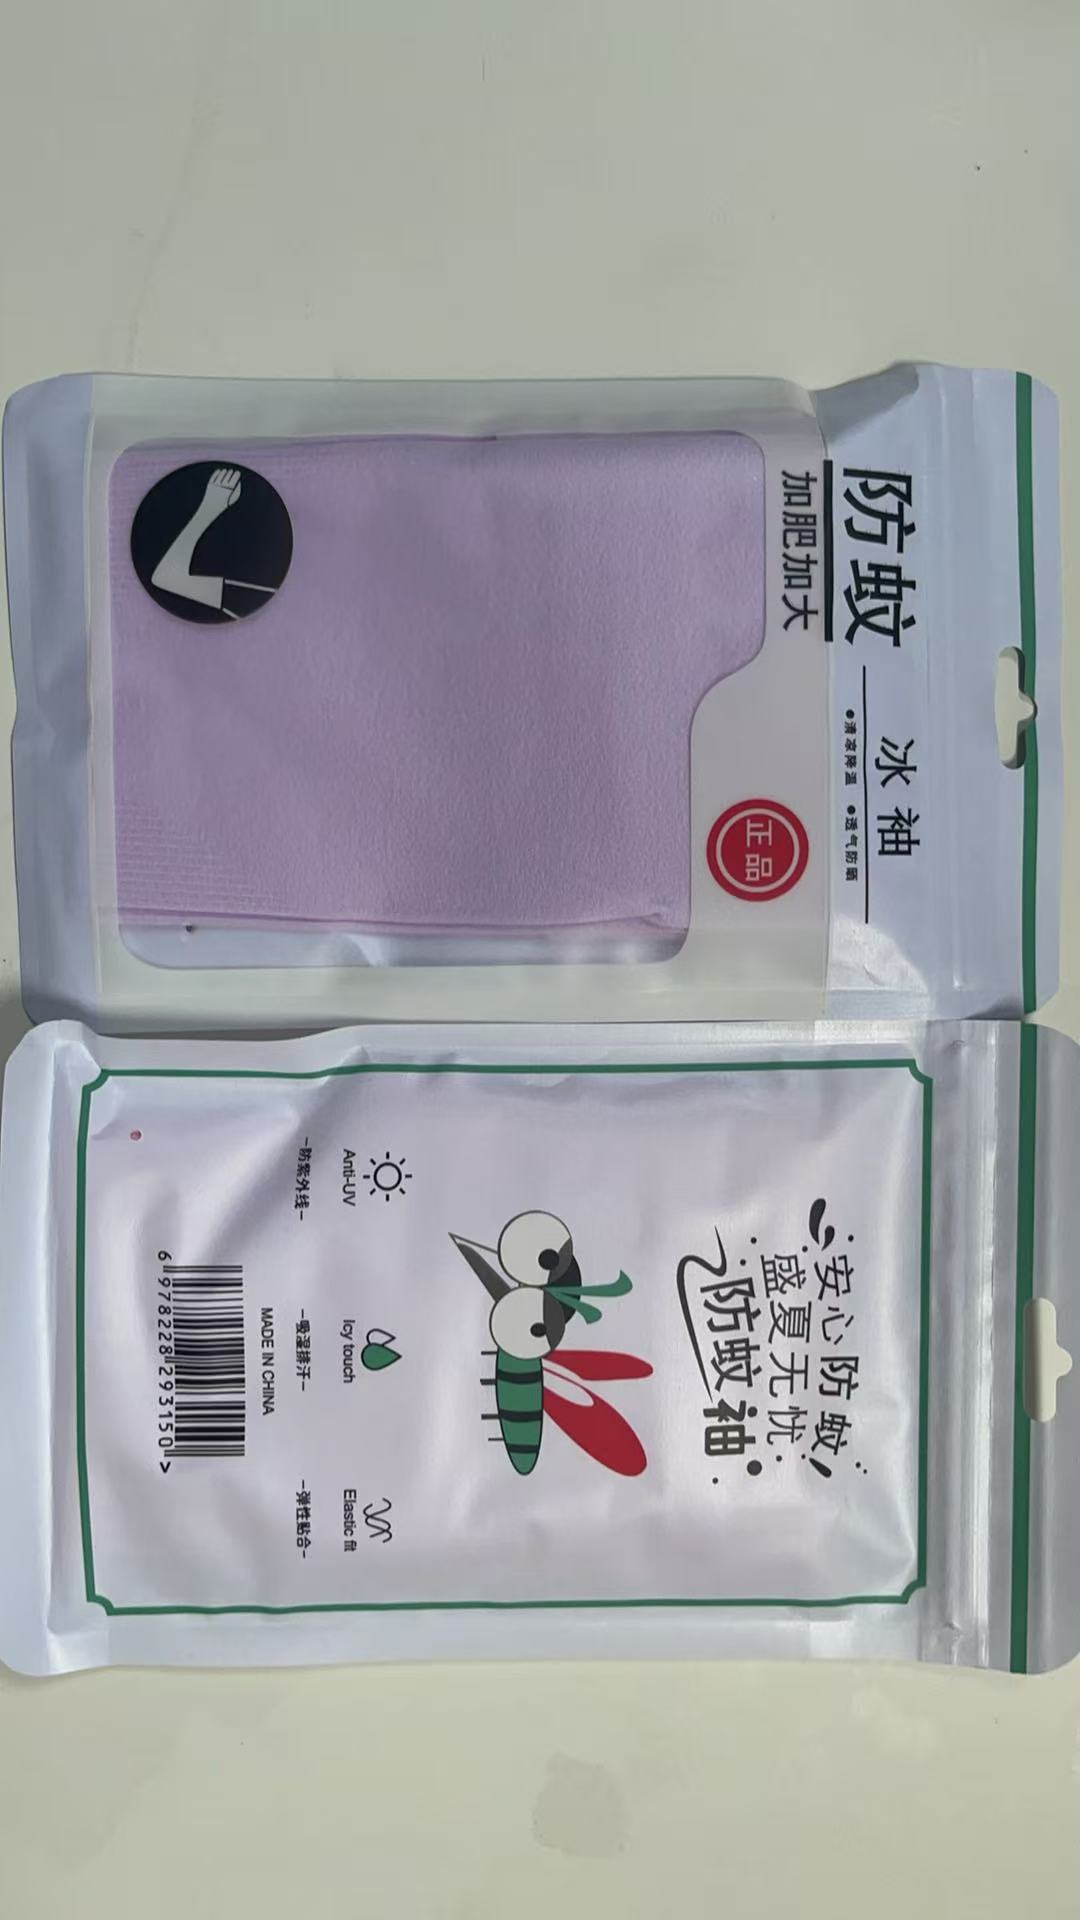 防蚊
冰袖
●清凉降温 ●透气防晒
加肥加大
正品
安心防蚊
盛夏无忧
防蚊袖
Anti-UV
Icy touch
Elastic fit
-防紫外线-
-吸湿排汗-
-弹性贴合-
MADE IN CHINA
6 978228 293150 >